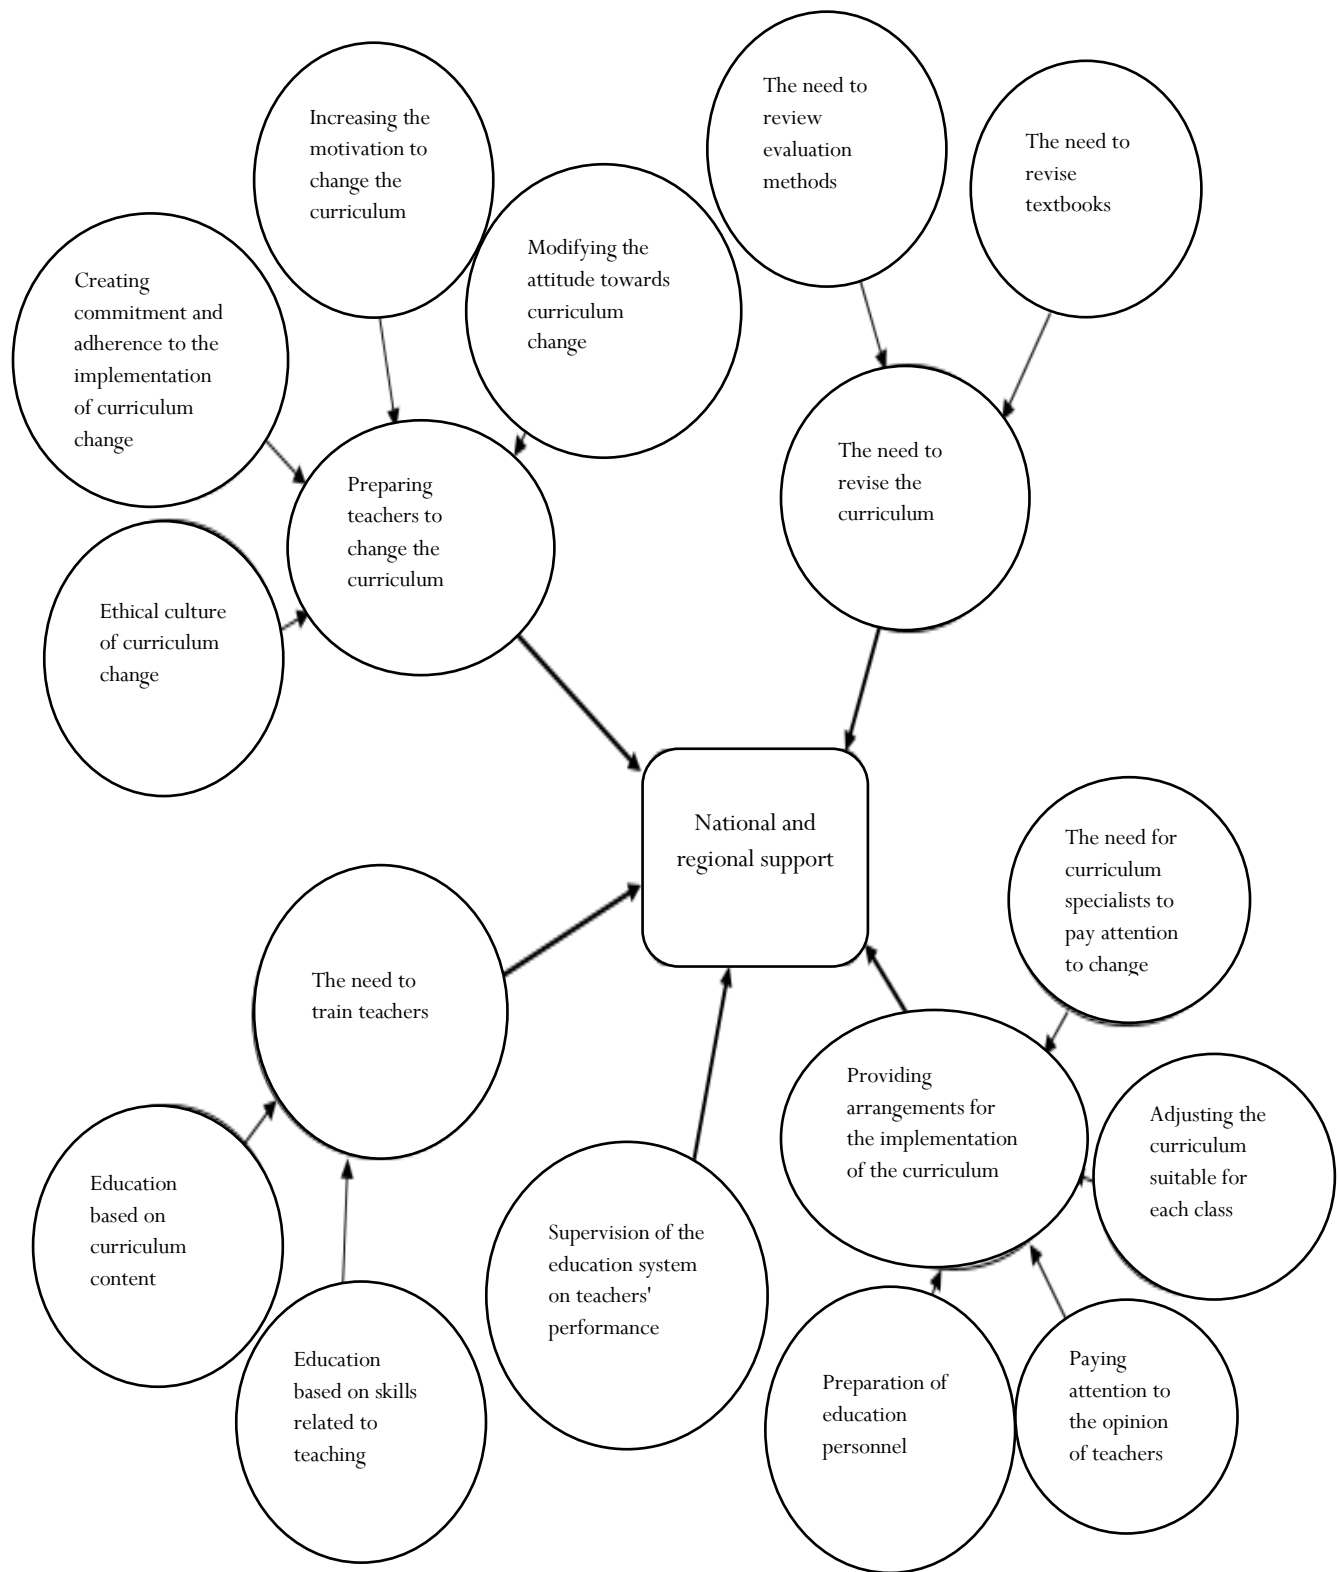 The need to
review
evaluation
methods
Increasing the
motivation to
change the
curriculum
The need to
revise
textbooks
Modifying the
attitude towards
curriculum
change
Creating
commitment and
adherence to the
implementation
of curriculum
change
The need to
revise the
curriculum
Preparing
teachers to
change the
curriculum
Ethical culture
of curriculum
change
National and
regional support
The need for
curriculum
specialists to
pay attention
to change
The need to
train teachers
Providing
arrangements for
the implementation
of the curriculum
Adjusting the
curriculum
suitable for
each class
Education
based on
curriculum
content
Supervision of the
education system
on teachers'
performance
Education
based on skills
related to
teaching
Preparation of
education
personnel
Paying
attention to
the opinion
of teachers